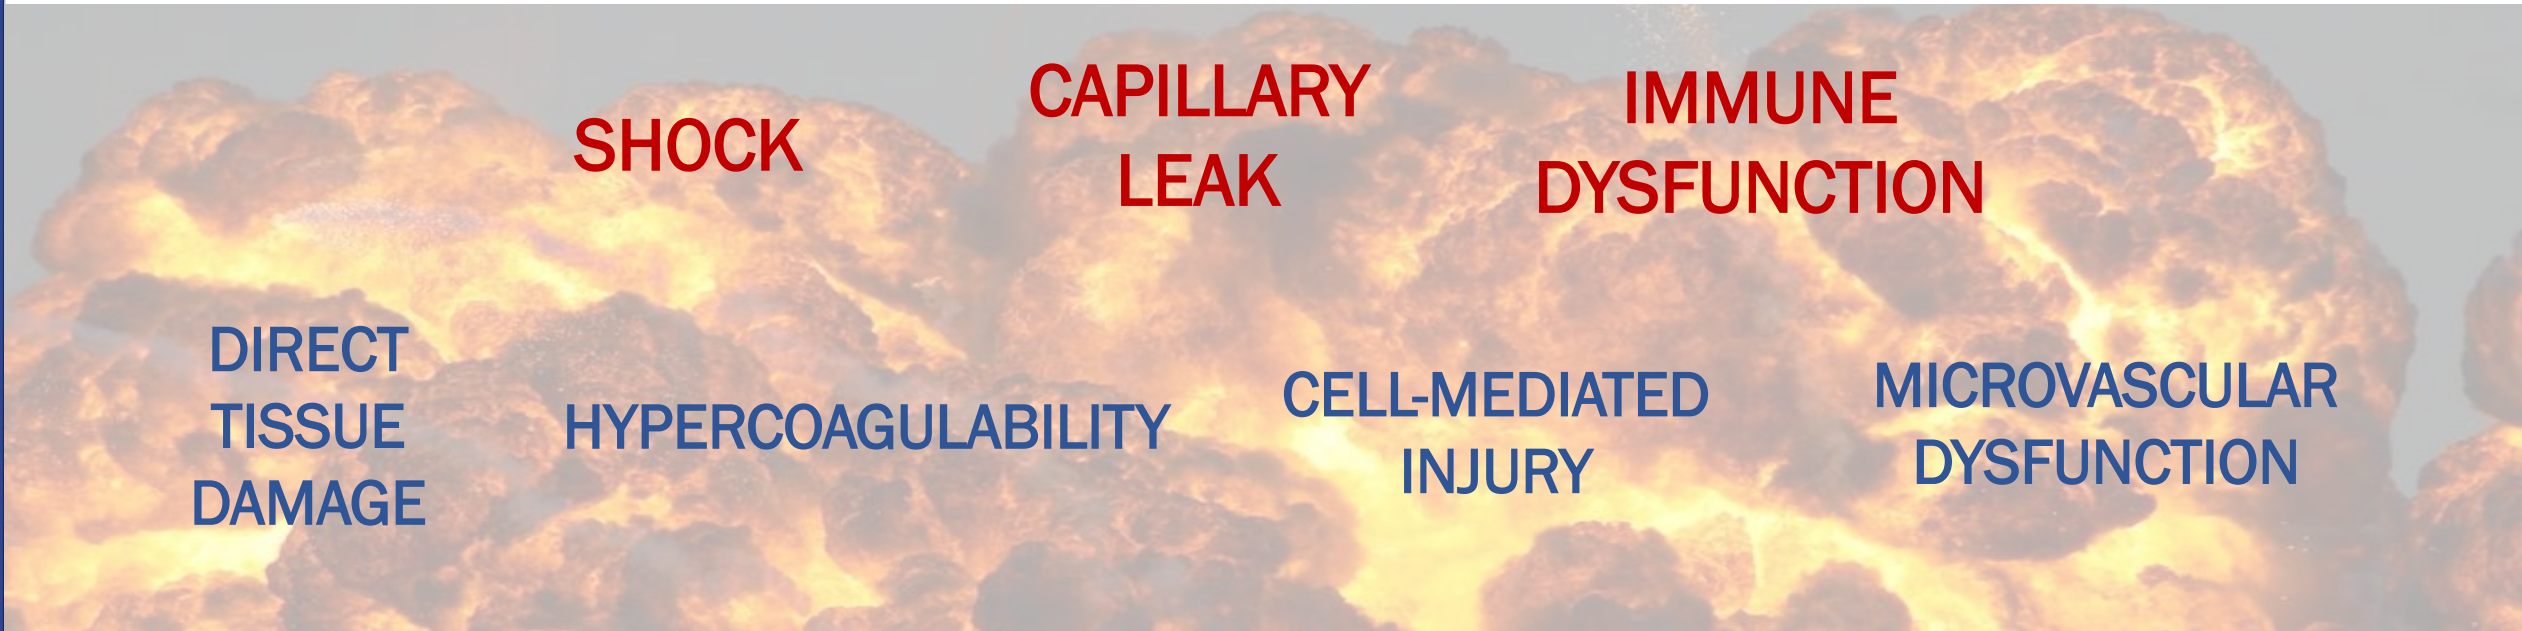 SHOCK
CAPILLARY
LEAK
IMMUNE
DYSFUNCTION
DIRECT
TISSUE
DAMAGE
HYPERCOAGULABILITY
CELL-MEDIATED
INJURY
MICROVASCULAR
DYSFUNCTION